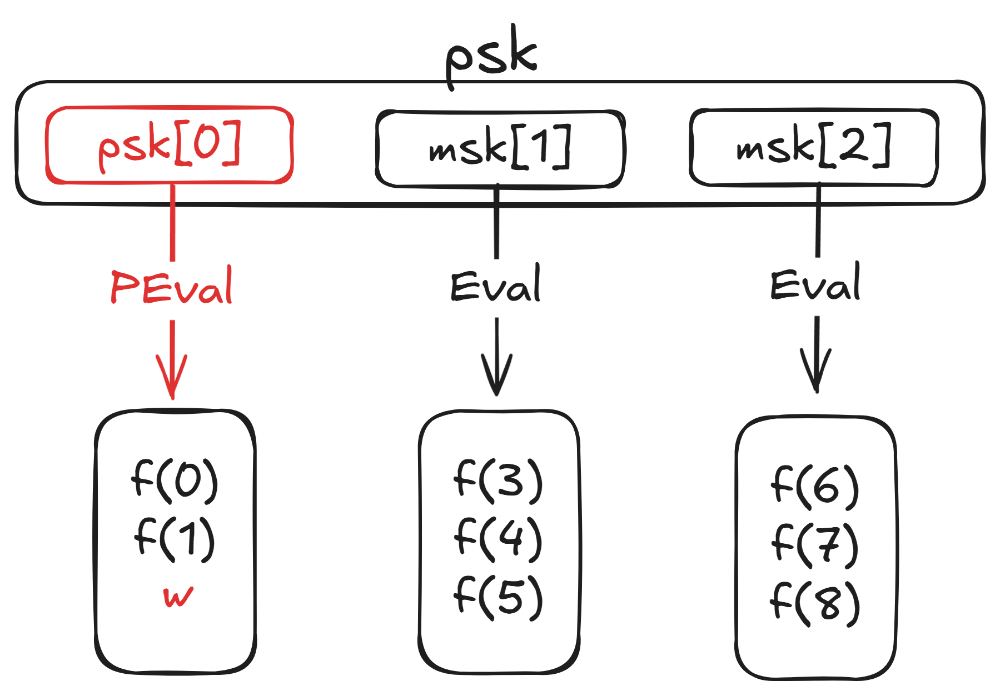 psk
psk[0] msk[1] msk[2]
PEval Eval Eval
f(0) f(3) f(6)
f(1) f(4) f(7)
w f(5) f(8)